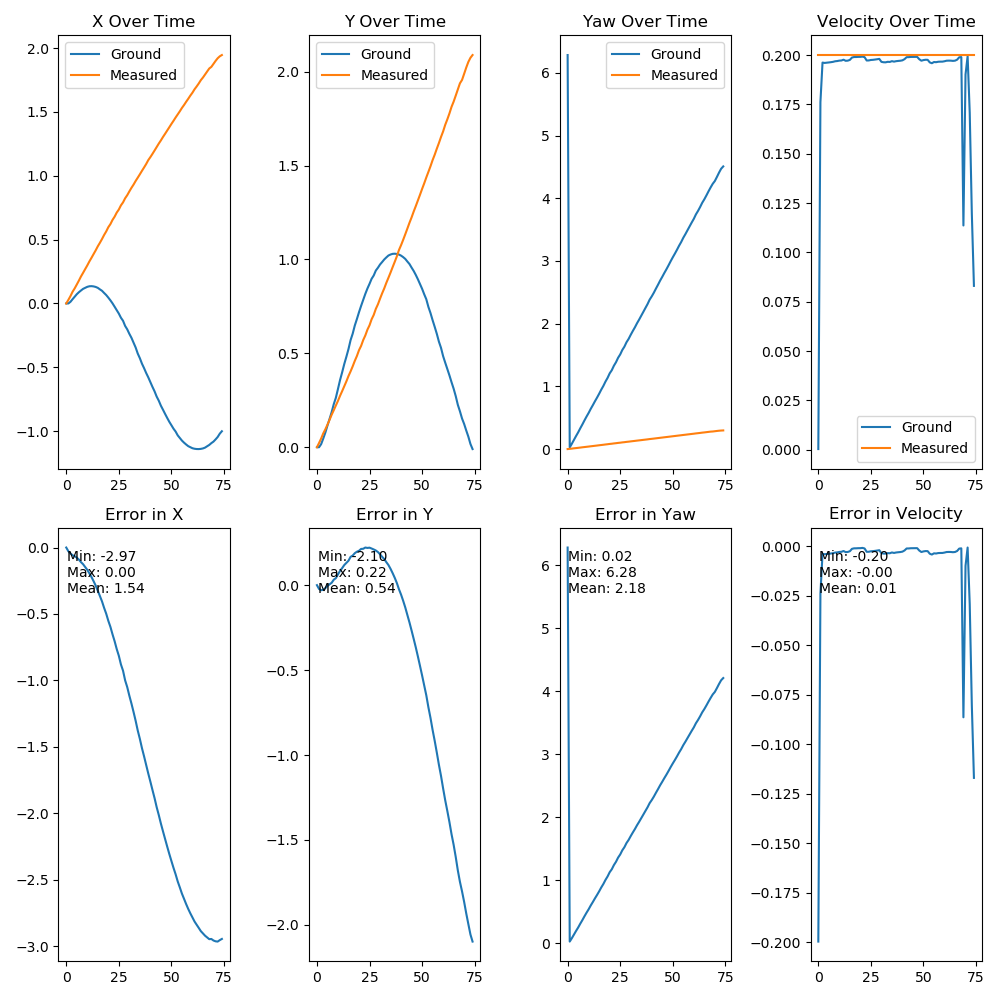 X Over Time
Y Over Time
Yaw Over Time
Velocity Over Time
2.0
1.5
1.0
0.5
0.0
−0.5
−1.0
0 25 50 75
Ground
Measured
2.0
1.5
1.0
0.5
0.0
0 25 50 75
Ground
Measured
6
5
4
3
2
1
0
0 25 50 75
Ground
Measured
0.200
0.175
0.150
0.125
0.100
0.075
0.050
0.025
0.000
0 25 50 75
Ground
Measured
Error in X
0.0
−0.5
−1.0
−1.5
−2.0
−2.5
−3.0
0 25 50 75
Min: -2.97
Max: 0.00
Mean: 1.54
Error in Y
0.0
−0.5
−1.0
−1.5
−2.0
0 25 50 75
Min: -2.10
Max: 0.22
Mean: 0.54
Error in Yaw
6
5
4
3
2
1
0
0 25 50 75
Min: 0.02
Max: 6.28
Mean: 2.18
Error in Velocity
0.000
−0.025
−0.050
−0.075
−0.100
−0.125
−0.150
−0.175
−0.200
0 25 50 75
Min: -0.20
Max: -0.00
Mean: 0.01